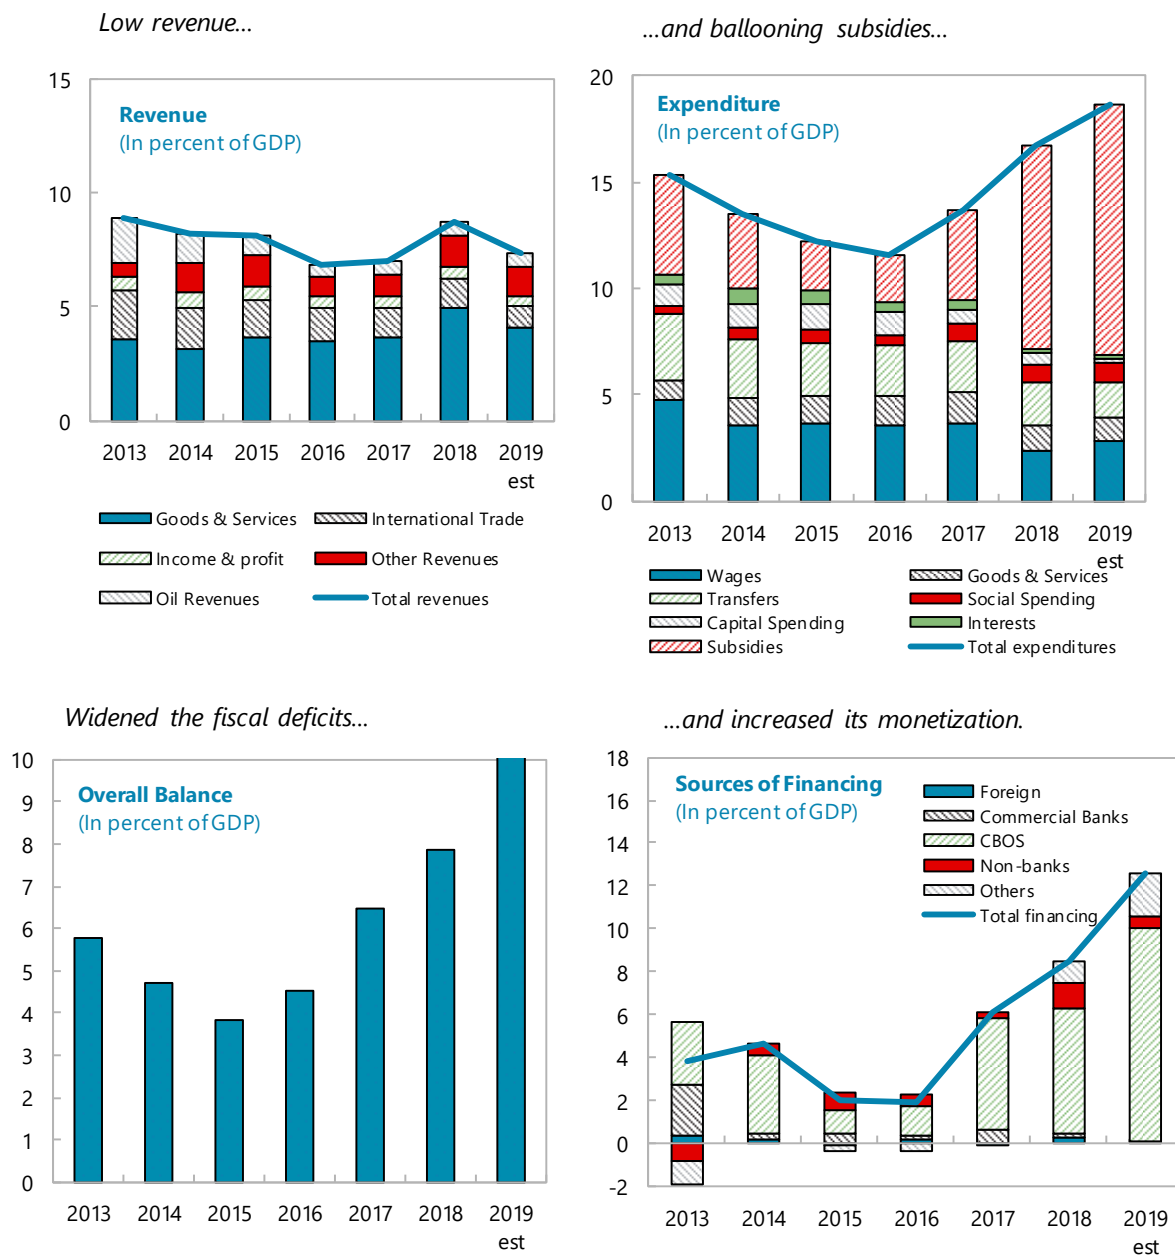 Low revenue...
15
10
5
0
Revenue
(In percent of GDP)
2013 2014 2015 2016 2017 2018 2019
est
Goods & Services International Trade
Income & profit Other Revenues
Oil Revenues Total revenues
...and ballooning subsidies...
20
15
10
5
0
Expenditure
(In percent of GDP)
2013 2014 2015 2016 2017 2018 2019
est
Wages Goods & Services
Transfers Social Spending
Capital Spending Interests
Subsidies Total expenditures
Widened the fiscal deficits...
10
9
8
7
6
5
4
3
2
1
0
Overall Balance
(In percent of GDP)
2013 2014 2015 2016 2017 2018 2019
est
...and increased its monetization.
18
16
14
12
10
8
6
4
2
0
-2
Sources of Financing
(In percent of GDP)
Foreign
Commercial Banks
CBOS
Non-banks
Others
Total financing
2013 2014 2015 2016 2017 2018 2019
est